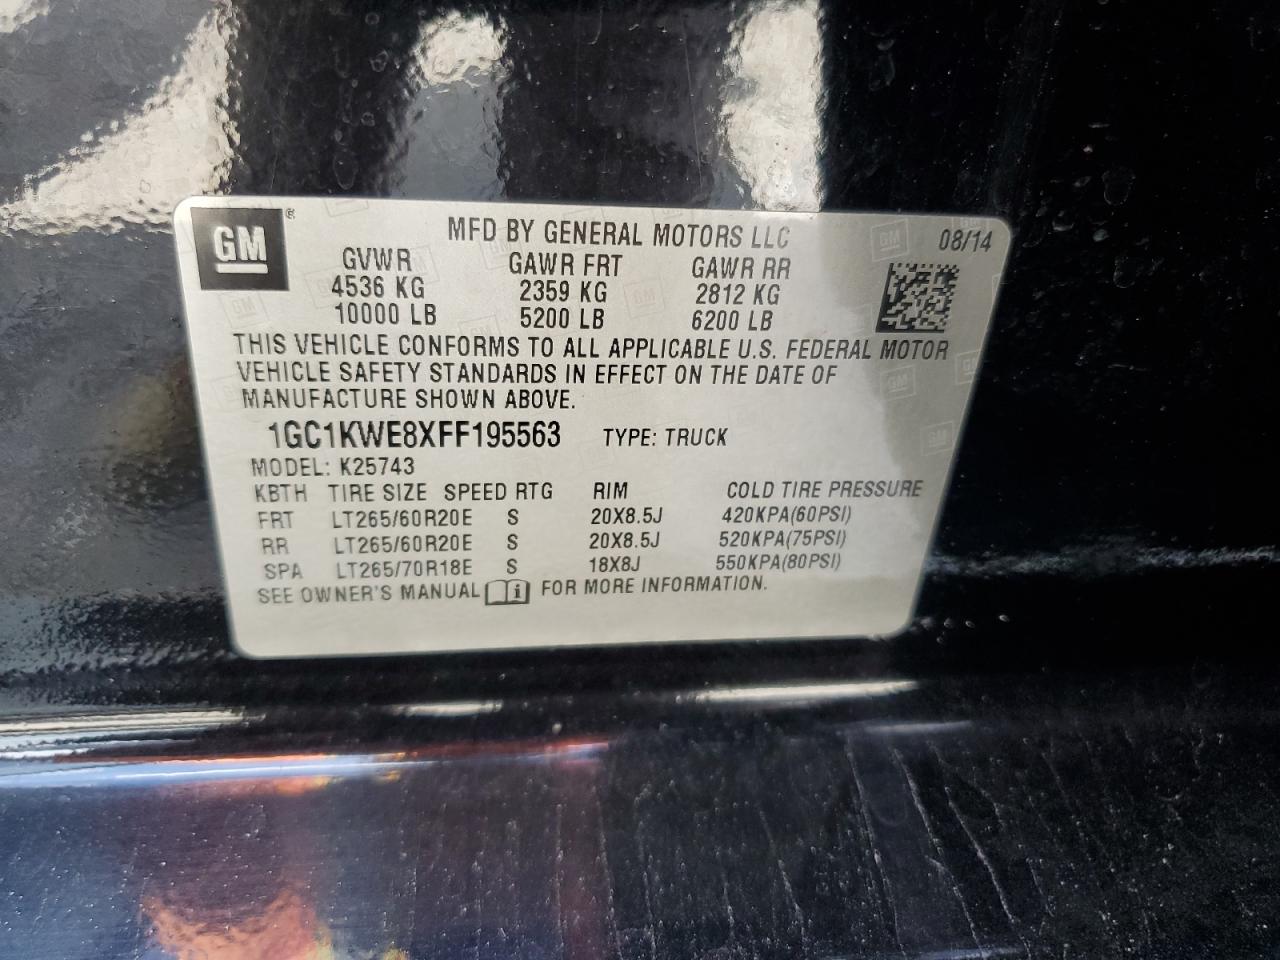 GM ®
MFD BY GENERAL MOTORS LLC 08/14
GVWR GAWR FRT GAWR RR
4536 KG 2359 KG 2812 KG
10000 LB 5200 LB 6200 LB
THIS VEHICLE CONFORMS TO ALL APPLICABLE U.S. FEDERAL MOTOR
VEHICLE SAFETY STANDARDS IN EFFECT ON THE DATE OF
MANUFACTURE SHOWN ABOVE.
1GC1KWE8XFF195563 TYPE: TRUCK
MODEL: K25743
KBTH TIRE SIZE SPEED RTG RIM COLD TIRE PRESSURE
FRT LT265/60R20E S 20X8.5J 420KPA(60PSI)
RR LT265/60R20E S 20X8.5J 520KPA(75PSI)
SPA LT265/70R18E S 18X8J 550KPA(80PSI)
SEE OWNER'S MANUAL i FOR MORE INFORMATION.